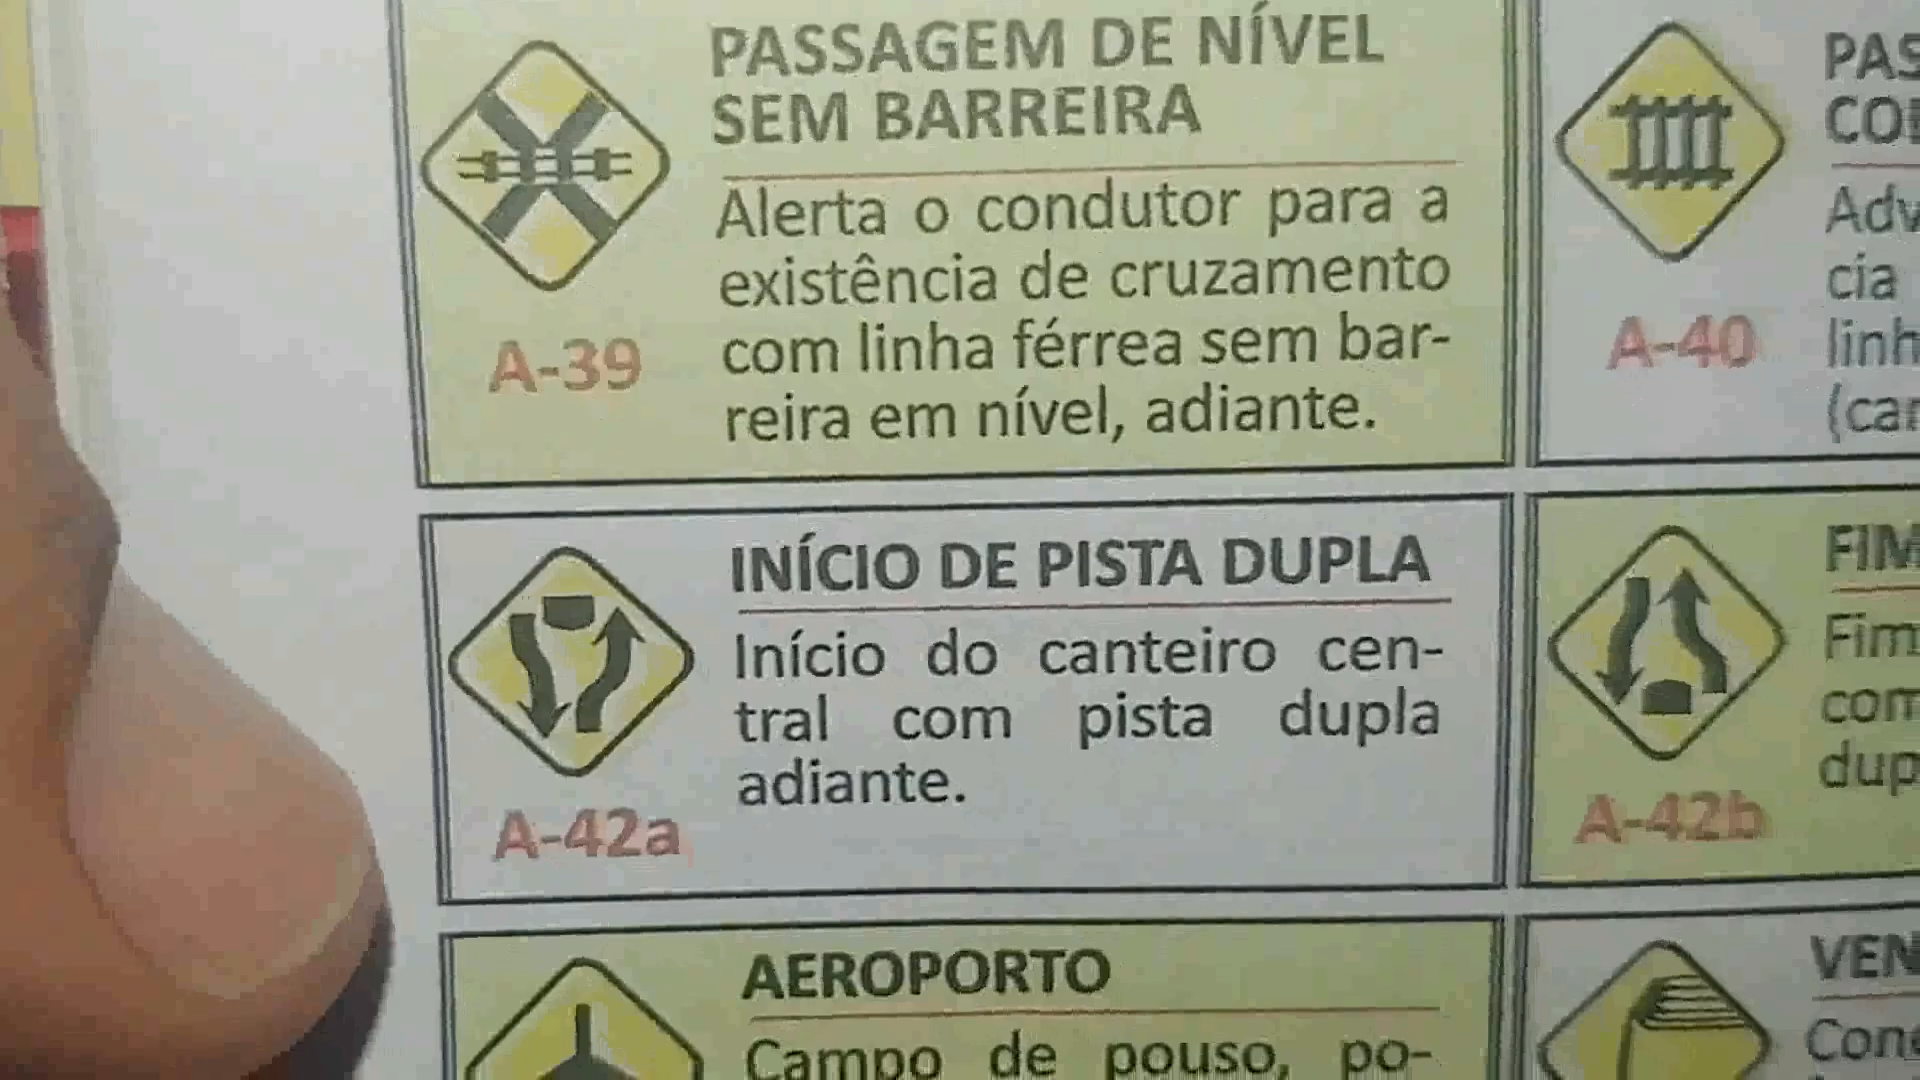 PASSAGEM DE NÍVEL
SEM BARREIRA
Alerta o condutor para a
existência de cruzamento
com linha férrea sem bar-
reira em nível, adiante.
A-39
PAS
A-40
Adv
cia
linh
(car
INÍCIO DE PISTA DUPLA
Início do canteiro cen-
tral com pista dupla
adiante.
A-42a
FIM
Fim
com
dup
A-42b
AEROPORTO
Campo de pouso, po-
VEN
Con